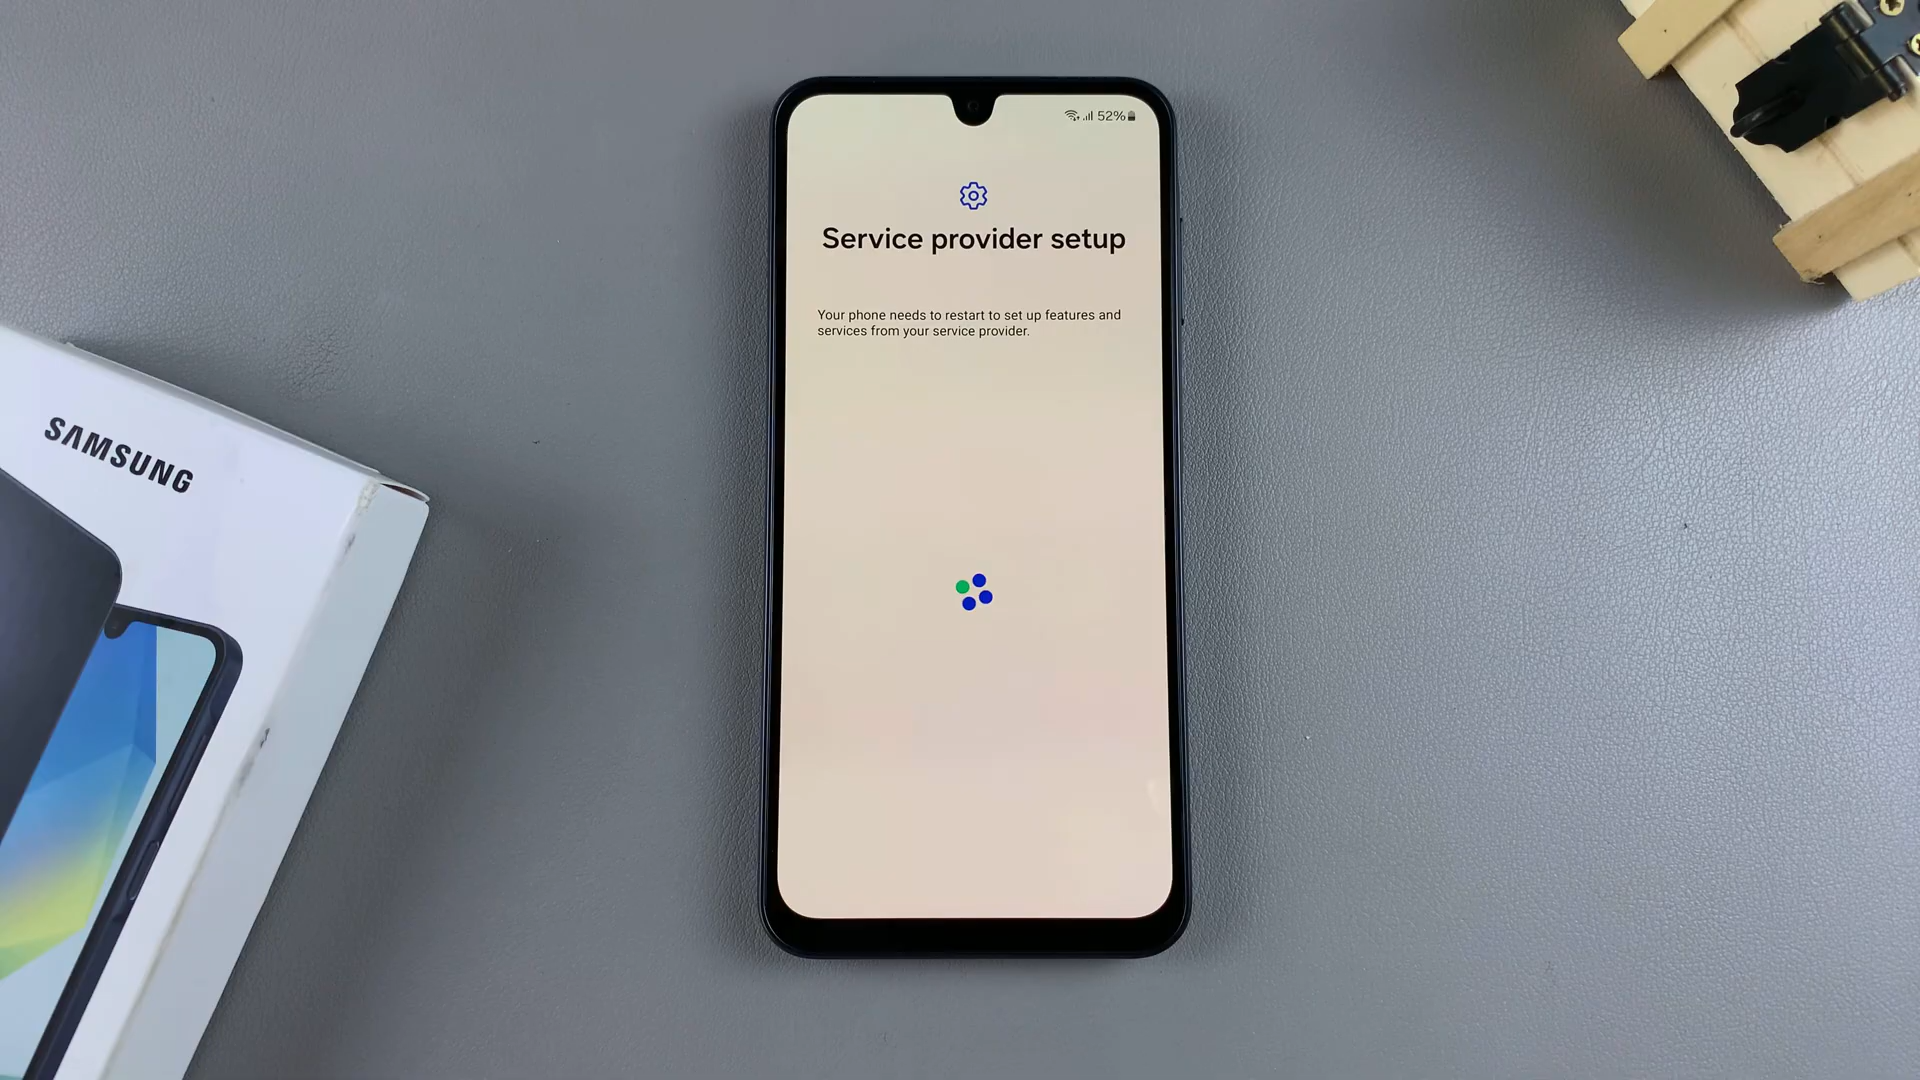 52%
Service provider setup
Your phone needs to restart to set up features and
services from your service provider.
SAMSUNG